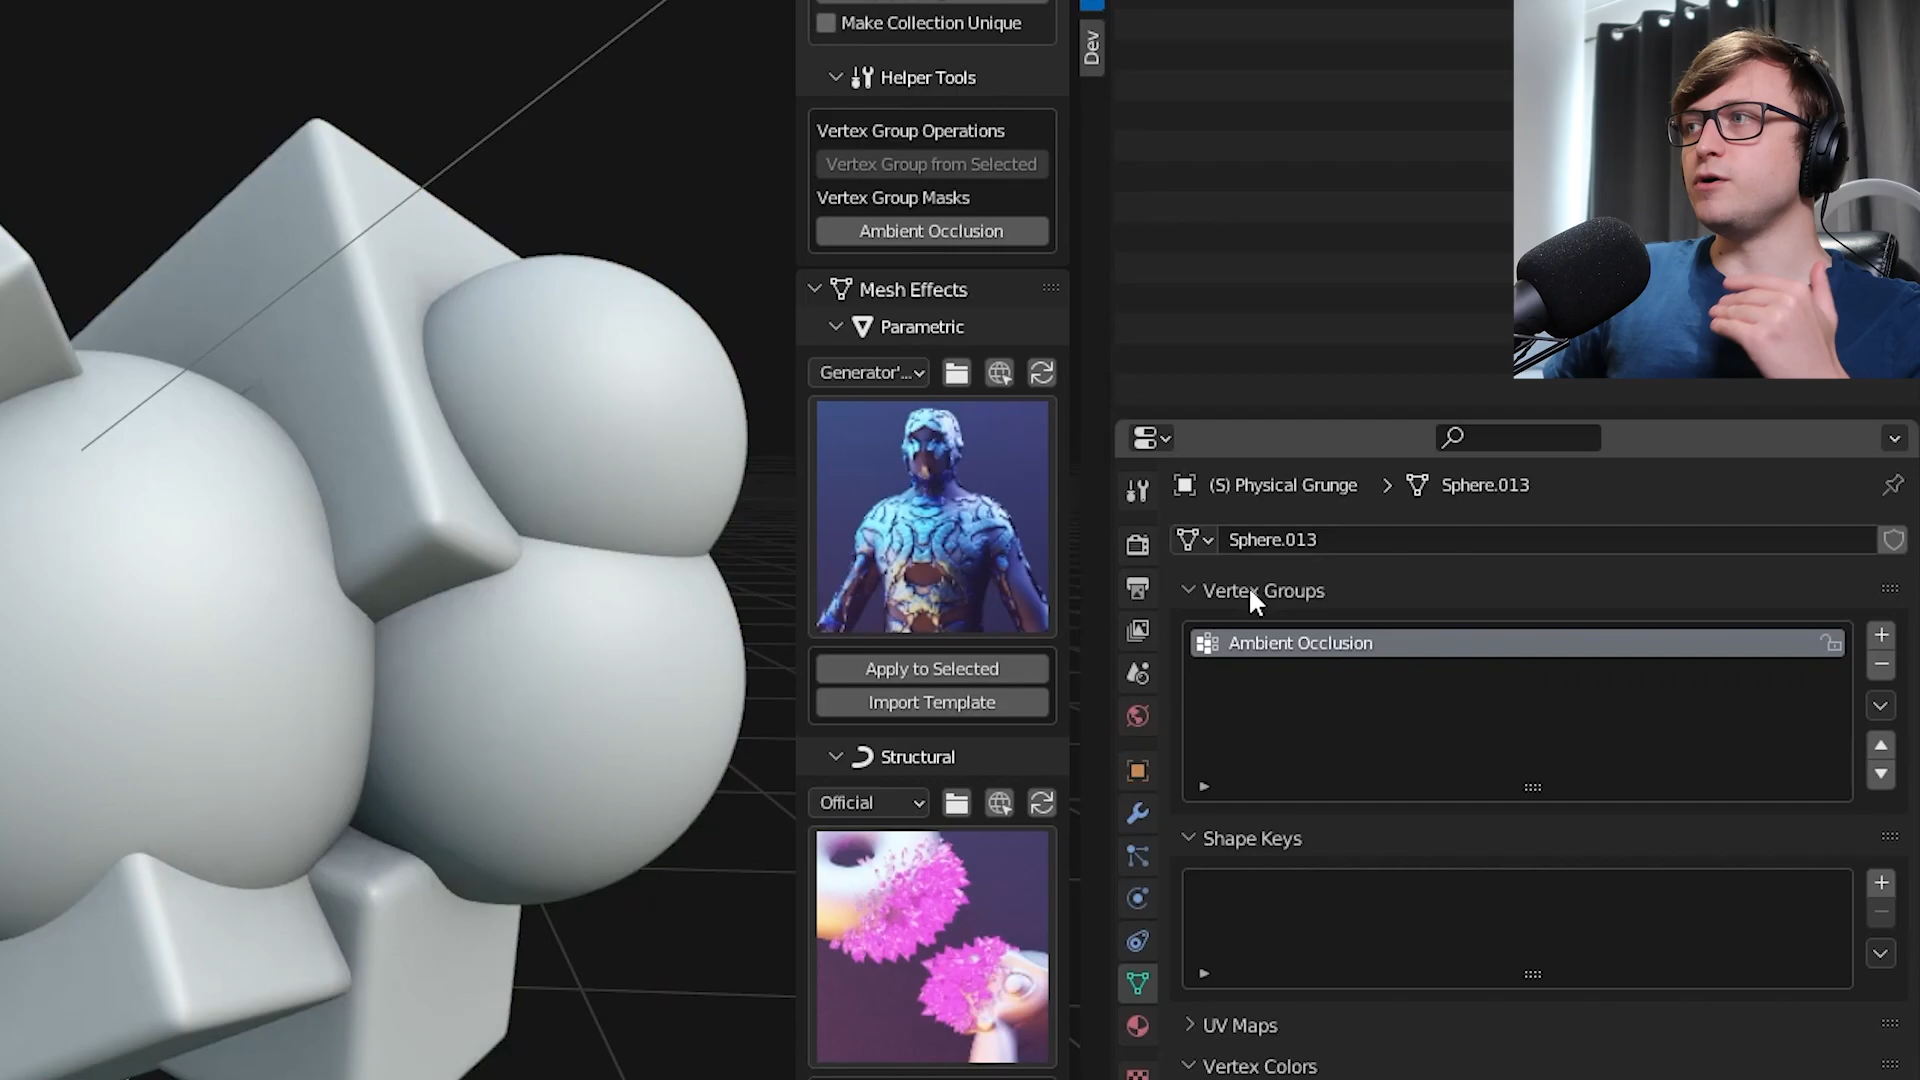 Make Collection Unique
Dev
Helper Tools
Vertex Group Operations
Vertex Group from Selected
Vertex Group Masks
Ambient Occlusion
Mesh Effects
Parametric
Generator'...
Apply to Selected
Import Template
Structural
Official
(S) Physical Grunge
Sphere.013
Sphere.013
Vertex Groups
Ambient Occlusion
Shape Keys
UV Maps
Vertex Colors